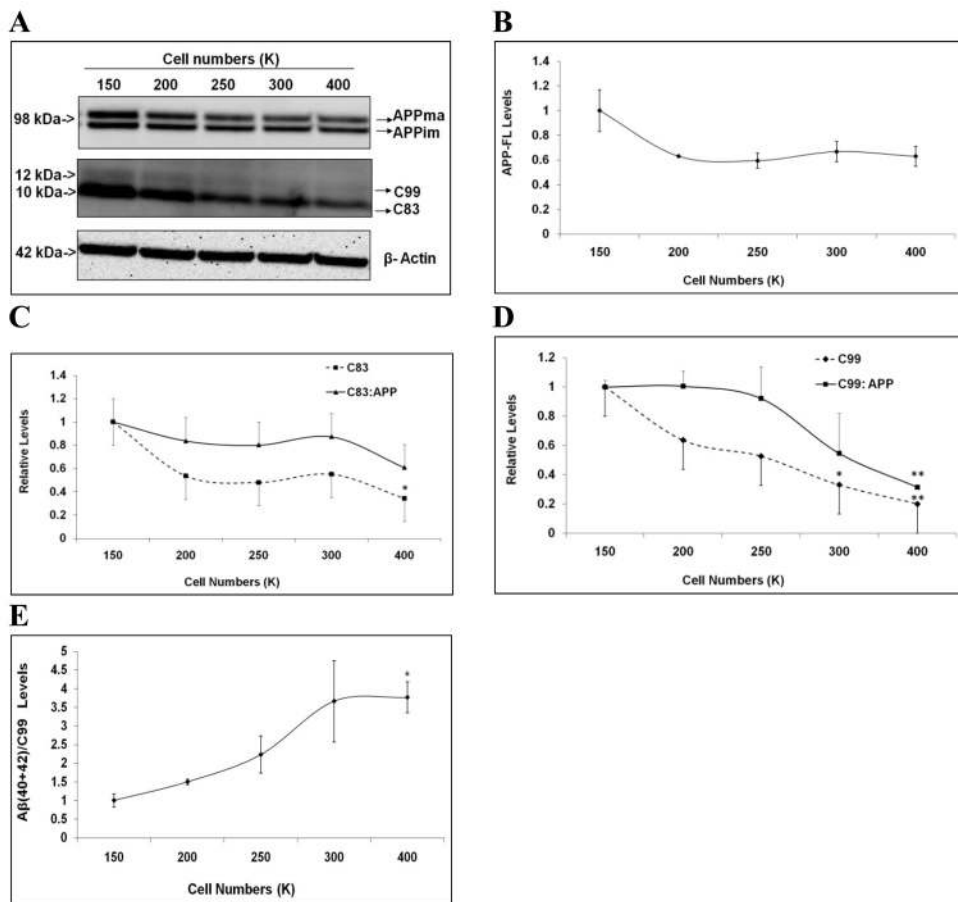 A
Cell numbers (K)
150 200 250 300 400
98 kDa-> APPma
APPim
12 kDa->
10 kDa-> C99
C83
42 kDa-> β- Actin
B
1.4
1.2
1
0.8
0.6
0.4
0.2
0
APP-FL Levels
150 200 250 300 400
Cell Numbers (K)
C
C83
C83:APP
1.4
1.2
1
0.8
0.6
0.4
0.2
0
Relative Levels
*
150 200 250 300 400
Cell Numbers (K)
D
C99
C99: APP
1.2
1
0.8
0.6
0.4
0.2
0
Relative Levels
* **
**
150 200 250 300 400
Cell Numbers (K)
E
5
4.5
4
3.5
3
2.5
2
1.5
1
0.5
0
Aβ(40+42)/C99 Levels
*
150 200 250 300 400
Cell Numbers (K)